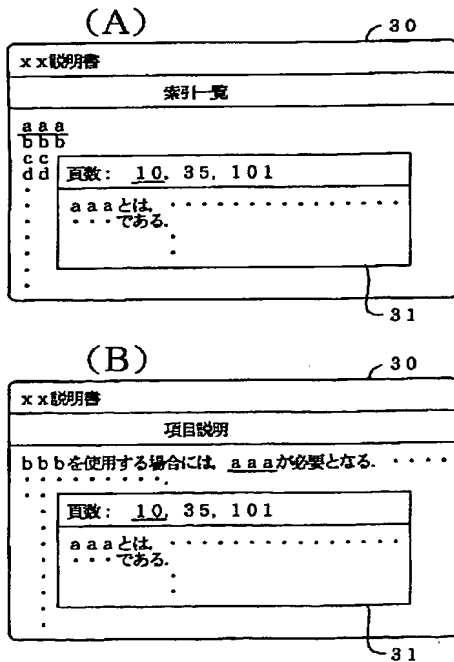 (A)
30
xx説明書
索引一覧
aaa
bbb
cc
dd
頁数: 10, 35, 101
aaaとは, ・・・・・・・・・・・・・・・
・・・である.
31
(B)
30
xx説明書
項目説明
bbbを使用する場合には, aaaが必要となる. ・・・・
・・・・・・・・・.
頁数: 10, 35, 101
aaaとは, ・・・・・・・・・・・・・・・
・・・である.
31